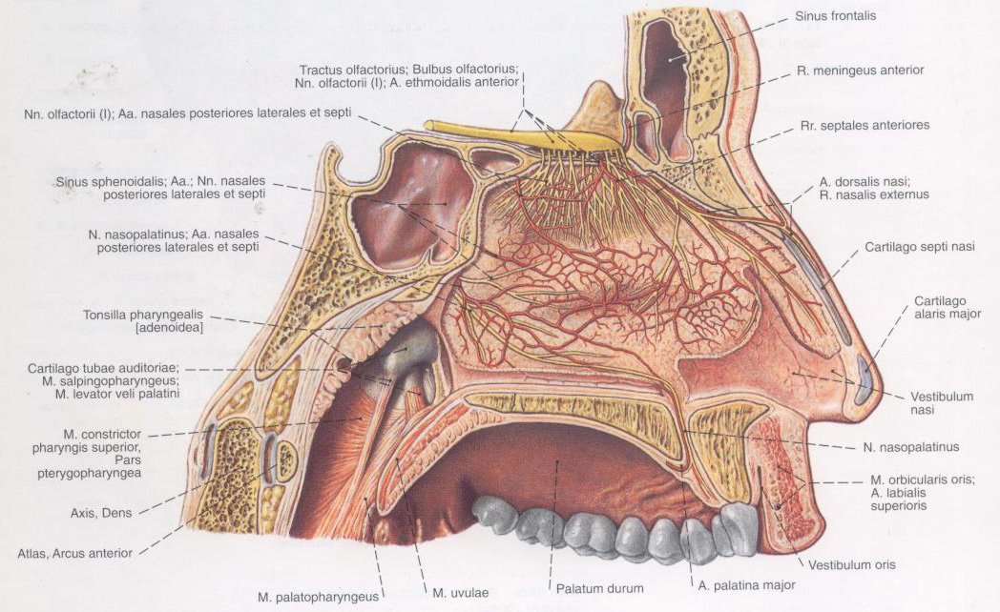 Sinus frontalis
Tractus olfactorius; Bulbus olfactorius;
Nn. olfactorii (I); A. ethmoidalis anterior
R. meningeus anterior
Nn. olfactorii (I); Aa. nasales posteriores laterales et septi
Rr. septales anteriores
Sinus sphenoidalis; Aa.; Nn. nasales
posteriores laterales et septi
A. dorsalis nasi;
R. nasalis externus
N. nasopalatinus; Aa. nasales
posteriores laterales et septi
Cartilago septi nasi
Tonsilla pharyngealis
[adenoidea]
Cartilago
alaris major
Cartilago tubae auditoriae;
M. salpingopharyngeus;
M. levator veli palatini
Vestibulum
nasi
M. constrictor
pharyngis superior,
Pars
pterygopharyngea
N. nasopalatinus
M. orbicularis oris;
A. labialis
superioris
Axis, Dens
Atlas, Arcus anterior
Vestibulum oris
M. palatopharyngeus
M. uvulae
Palatum durum
A. palatina major